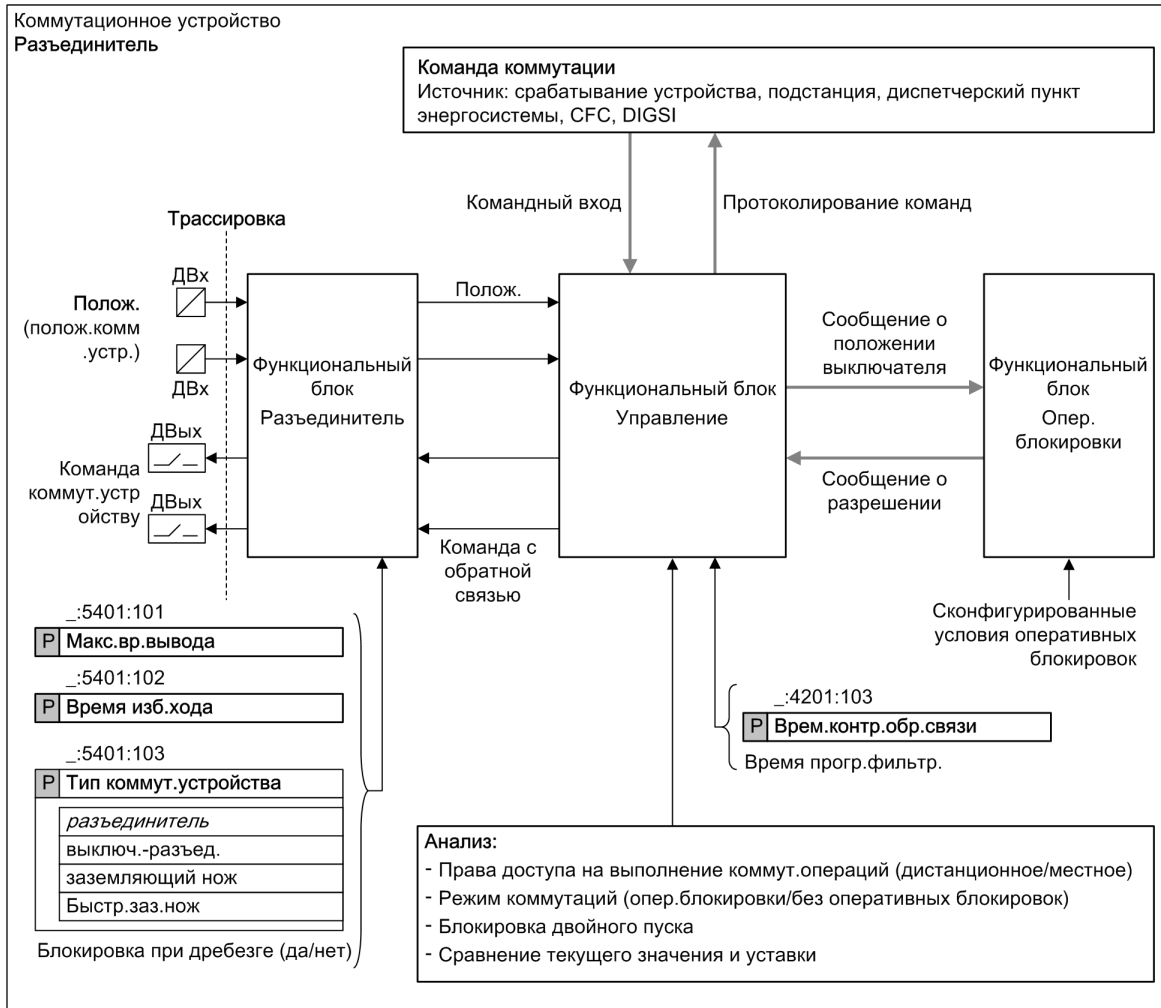 Коммутационное устройство
Разъединитель
Команда коммутации
Источник: срабатывание устройства, подстанция, диспетчерский пункт
энергосистемы, CFC, DIGSI
Командный вход
Протоколирование команд
Трассировка
ДВх
Полож.
(полож.комм
.устр.)
ДВх
ДВых
Команда
коммут.устр
ойству
ДВых
Функциональный
блок
Разъединитель
Полож.
Команда с
обратной
связью
Функциональный блок
Управление
Сообщение о
положении
выключателя
Сообщение о
разрешении
Функциональный
блок
Опер.
блокировки
Сконфигурированные
условия оперативных
блокировок
_:5401:101
P Макс.вр.вывода
_:5401:102
P Время изб.хода
_:5401:103
P Тип коммут.устройства
разъединитель
выключ.-разъед.
заземляющий нож
Быстр.заз.нож
Блокировка при дребезге (да/нет)
_:4201:103
P Врем.контр.обр.связи
Время прогр.фильтр.
Анализ:
- Права доступа на выполнение коммут.операций (дистанционное/местное)
- Режим коммутаций (опер.блокировки/без оперативных блокировок)
- Блокировка двойного пуска
- Сравнение текущего значения и уставки